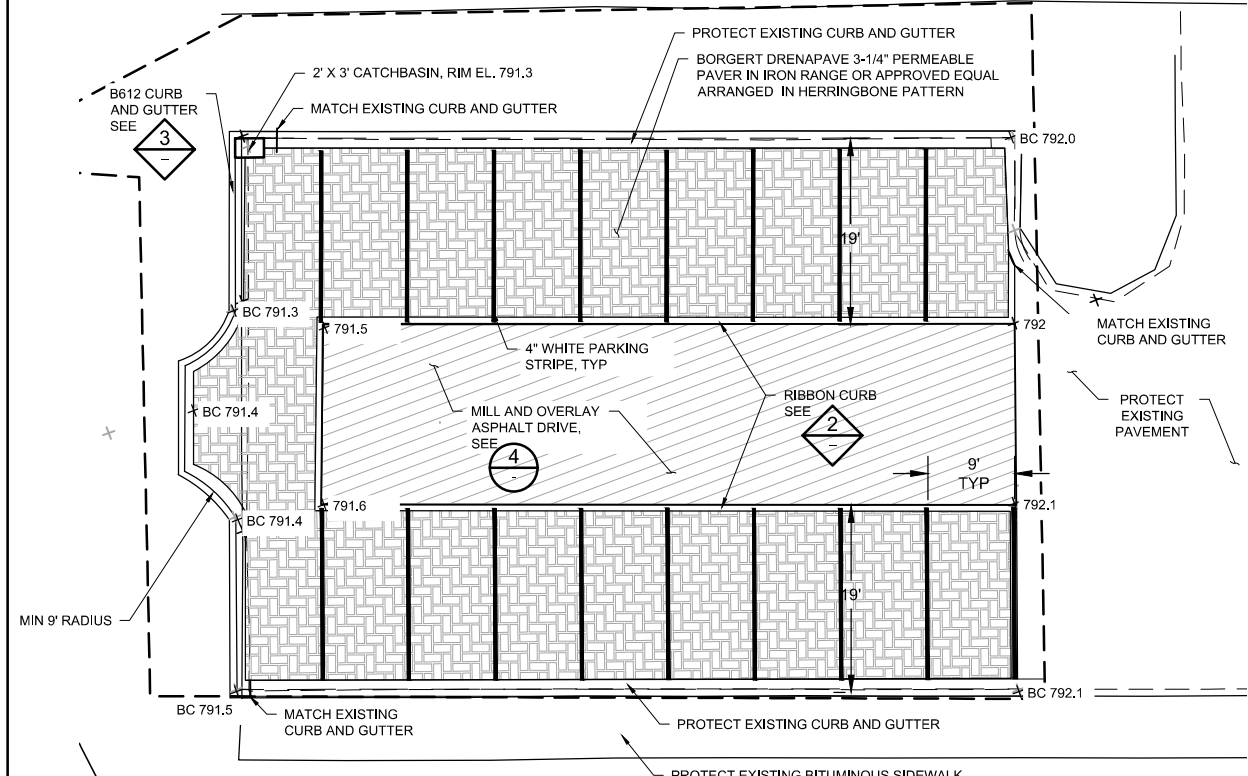 PROTECT EXISTING CURB AND GUTTER
BORGERT DRENAPAVE 3-1/4" PERMEABLE
PAVER IN IRON RANGE OR APPROVED EQUAL
ARRANGED IN HERRINGBONE PATTERN
2' X 3' CATCHBASIN, RIM EL. 791.3
MATCH EXISTING CURB AND GUTTER
B612 CURB
AND GUTTER
SEE
3
-
BC 792.0
19'
BC 791.3
791.5
792
4" WHITE PARKING
STRIPE, TYP
MATCH EXISTING
CURB AND GUTTER
BC 791.4
MILL AND OVERLAY
ASPHALT DRIVE,
SEE
4
-
RIBBON CURB
SEE
2
-
PROTECT
EXISTING
PAVEMENT
9'
TYP
791.6
792.1
BC 791.4
MIN 9' RADIUS
19'
BC 791.5
BC 792.1
MATCH EXISTING
CURB AND GUTTER
PROTECT EXISTING CURB AND GUTTER
PROTECT EXISTING BITUMINOUS SIDEWALK